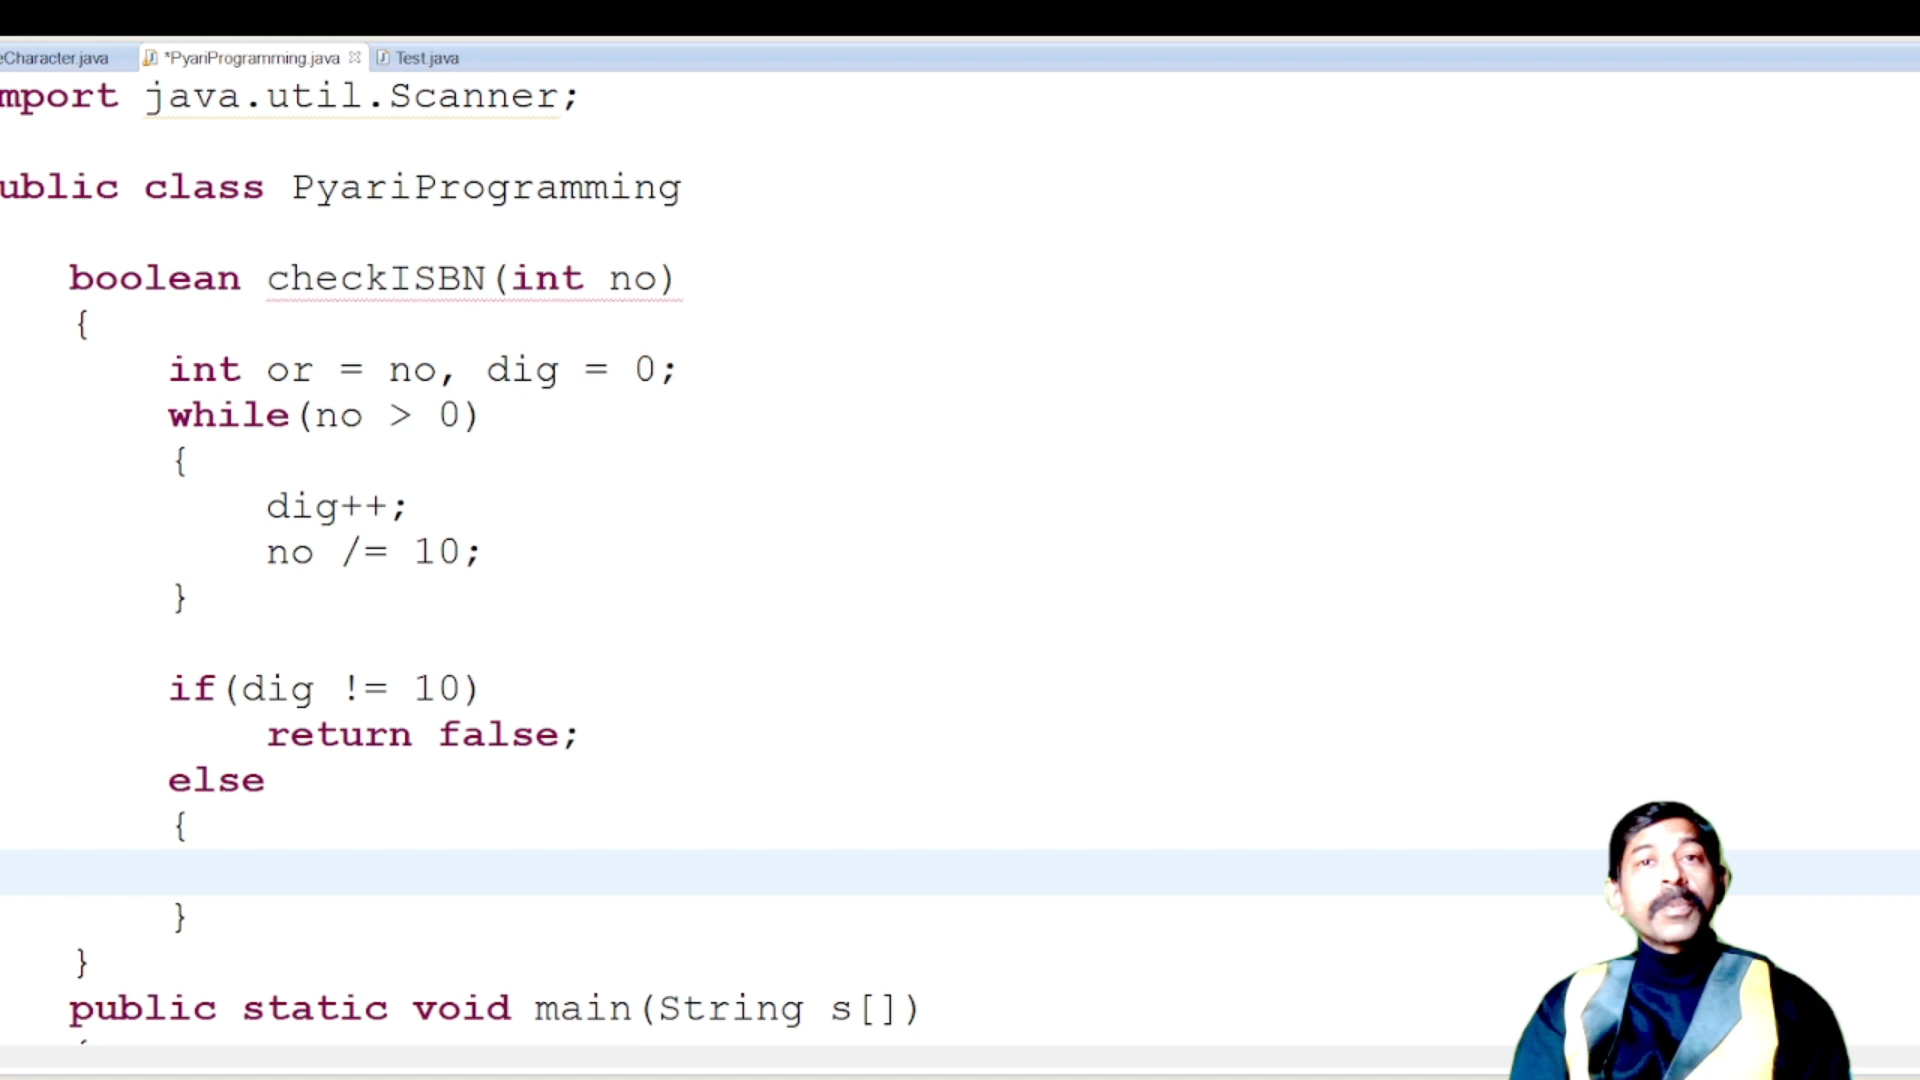 eCharacter.java *PyariProgramming.java Test.java
mport java.util.Scanner;
ublic class PyariProgramming
boolean checkISBN(int no)
{
int or = no, dig = 0;
while(no > 0)
{
dig++;
no /= 10;
}
if(dig != 10)
return false;
else
{
}
}
public static void main(String s[])